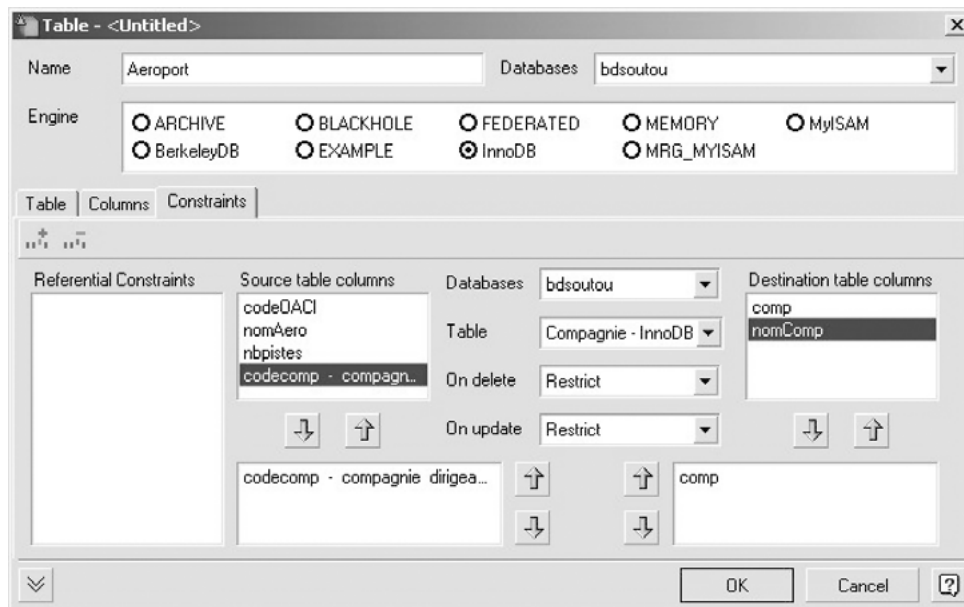 Table - <Untitled>
Name Aeroport Databases bdsoutou
Engine ARCHIVE BLACKHOLE FEDERATED MEMORY MyISAM
BerkeleyDB EXAMPLE InnoDB MRG_MYISAM
Table Columns Constraints
Referential Constraints Source table columns Databases bdsoutou Destination table columns
codeOACI comp
nomAero Table Compagnie - InnoDB nomComp
nbpistes
codecomp - compagn... On delete Restrict
On update Restrict
codecomp - compagnie dirigea... comp
OK Cancel